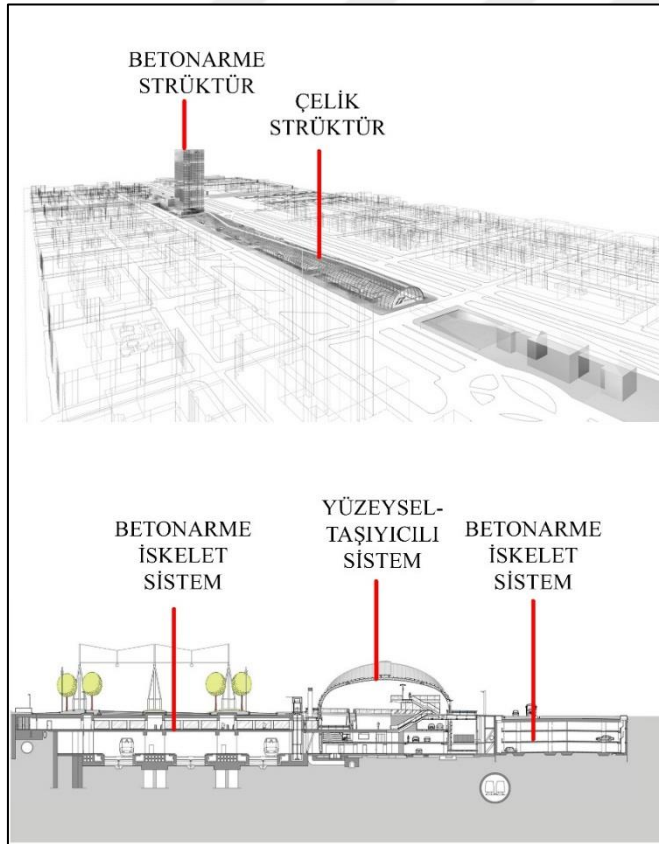 BETONARME
STRÜKTÜR
ÇELİK
STRÜKTÜR
BETONARME
İSKELET
SİSTEM
YÜZEYSEL-
TAŞIYICILI
SİSTEM
BETONARME
İSKELET
SİSTEM